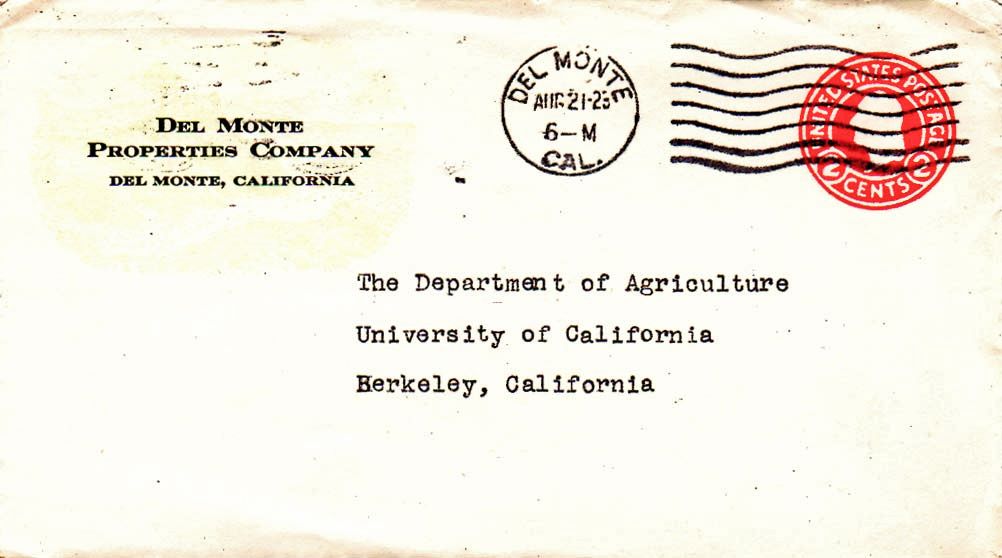 DEL MONTE
PROPERTIES COMPANY
DEL MONTE, CALIFORNIA
DEL MONTE
AUG 21-23
6-M
CAL.
UNITED STATES POSTAGE
2 CENTS 2
The Department of Agriculture
University of California
Berkeley, California